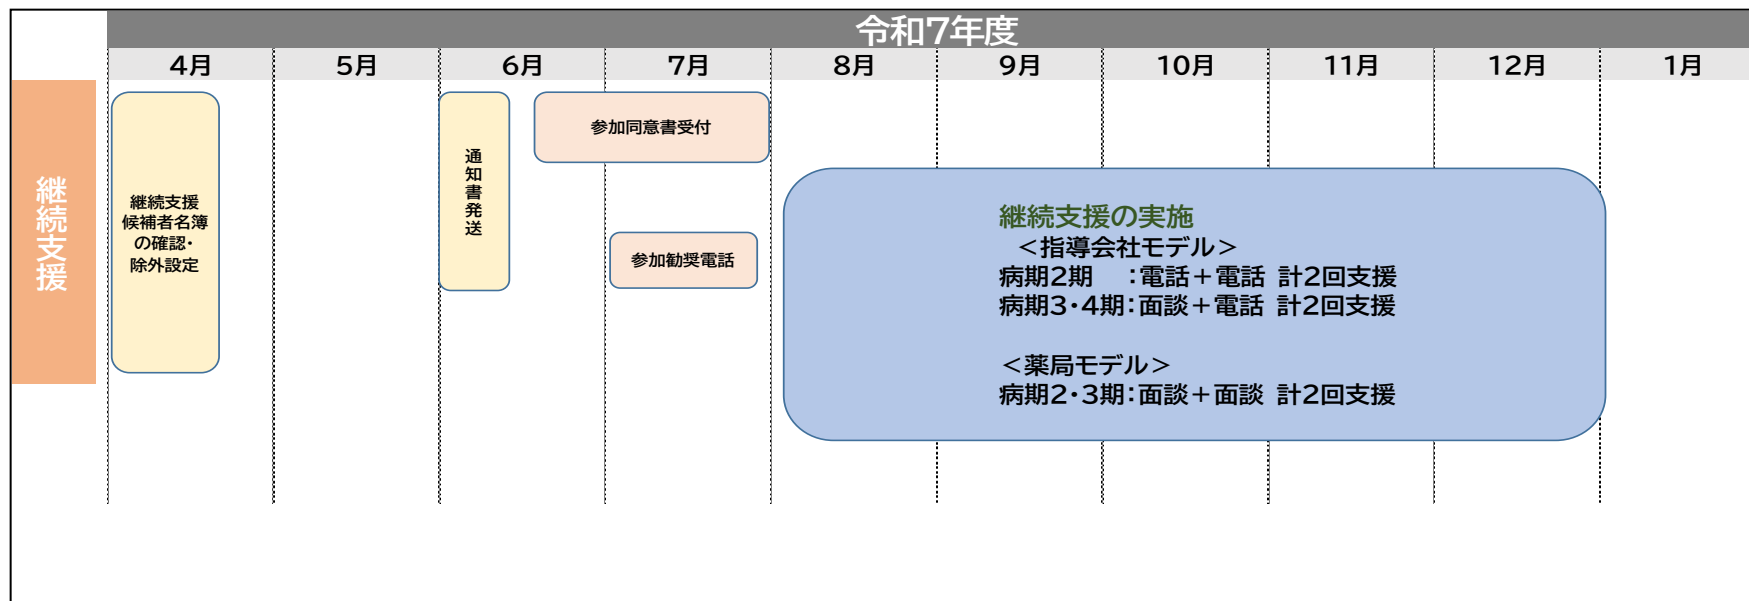 令和7年度
4月
5月
6月
7月
8月
9月
10月
11月
12月
1月
継続支援
継続支援
候補者名簿
の確認・
除外設定
通知書発送
参加同意書受付
参加勧奨電話
継続支援の実施
＜指導会社モデル＞
病期2期　：電話＋電話 計2回支援
病期3・4期：面談＋電話 計2回支援
＜薬局モデル＞
病期2・3期：面談＋面談 計2回支援